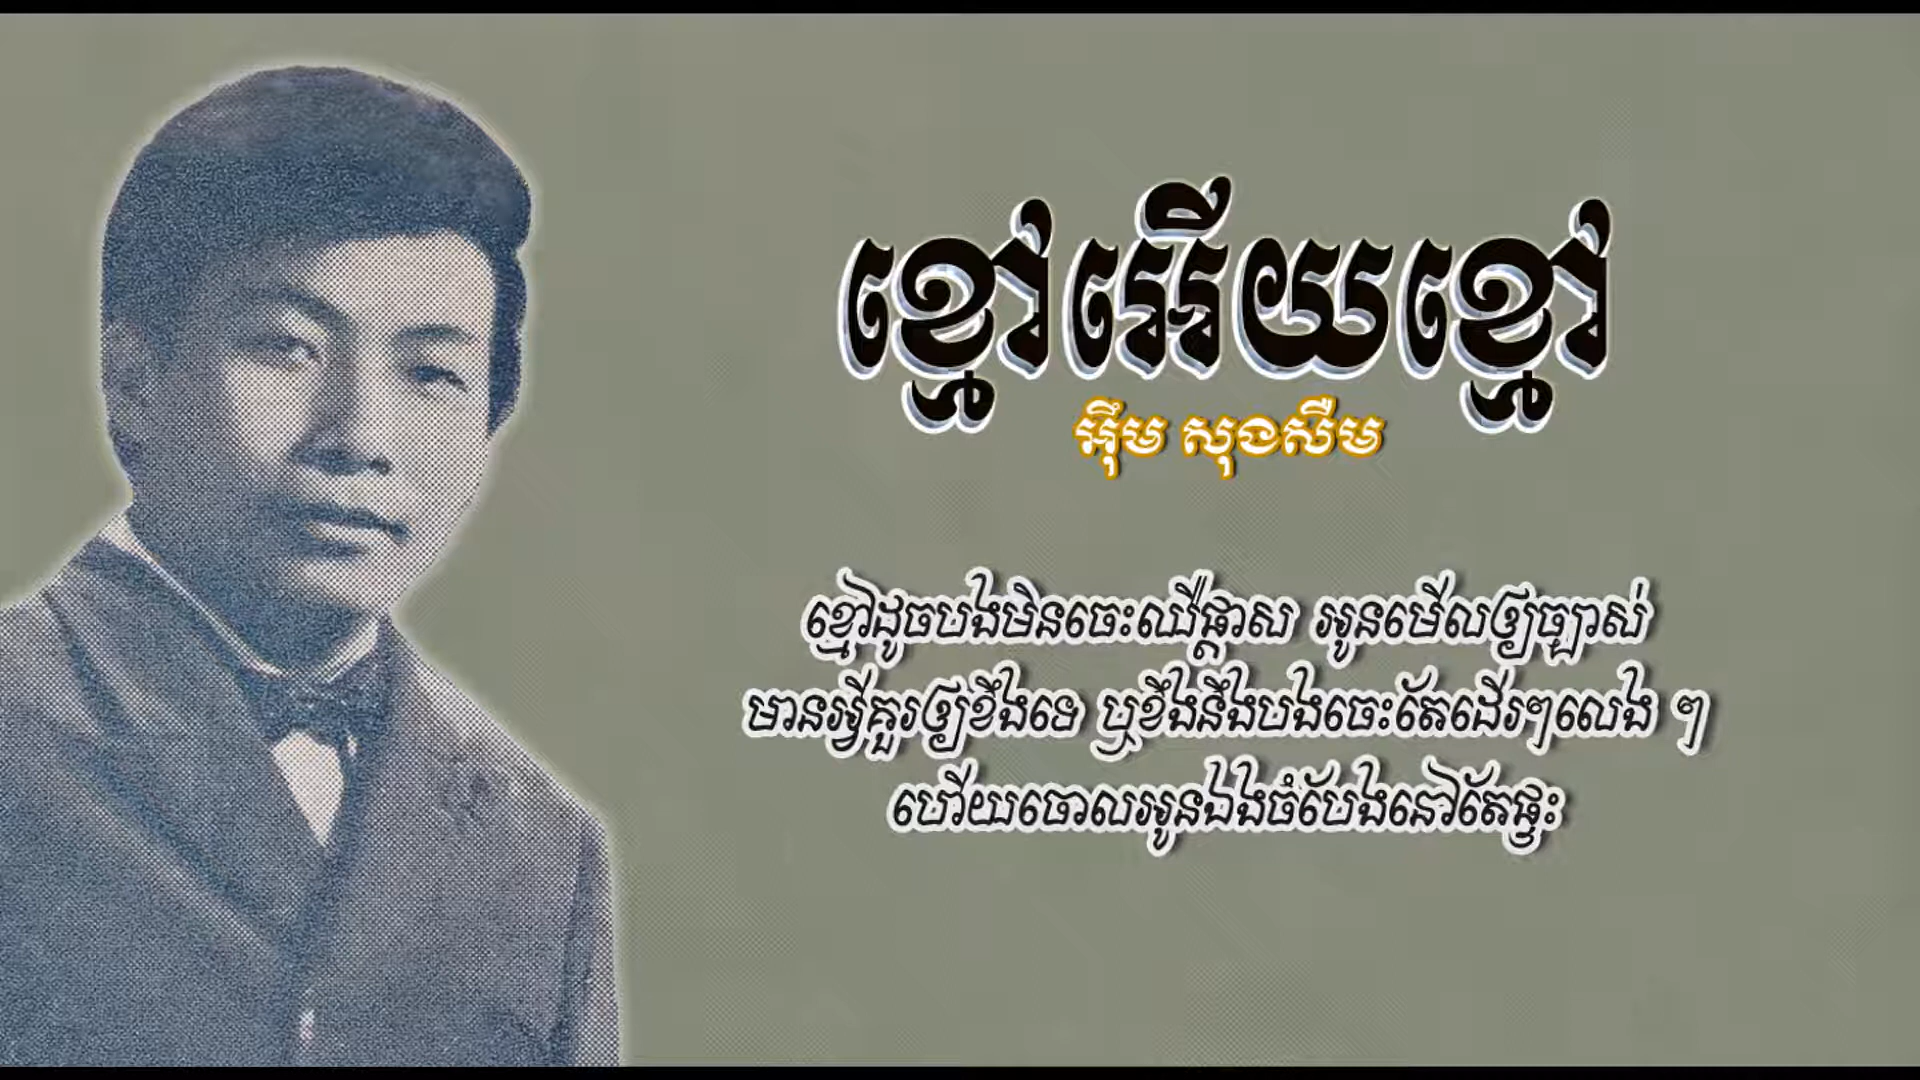 ខ្មៅអើយខ្មៅ
អ៊ឹម សុងសឺម
ខ្មៅដូចបងមិនចេះឈឺផ្ដាស អូនមើលឲ្យច្បាស់
មានអ្វីគួរឲ្យខឹងទេ ឬខឹងនឹងបងចេះតែដើរៗលេង ៗ
ហើយចោលអូនឯងចំបែងនៅតែផ្ទះ